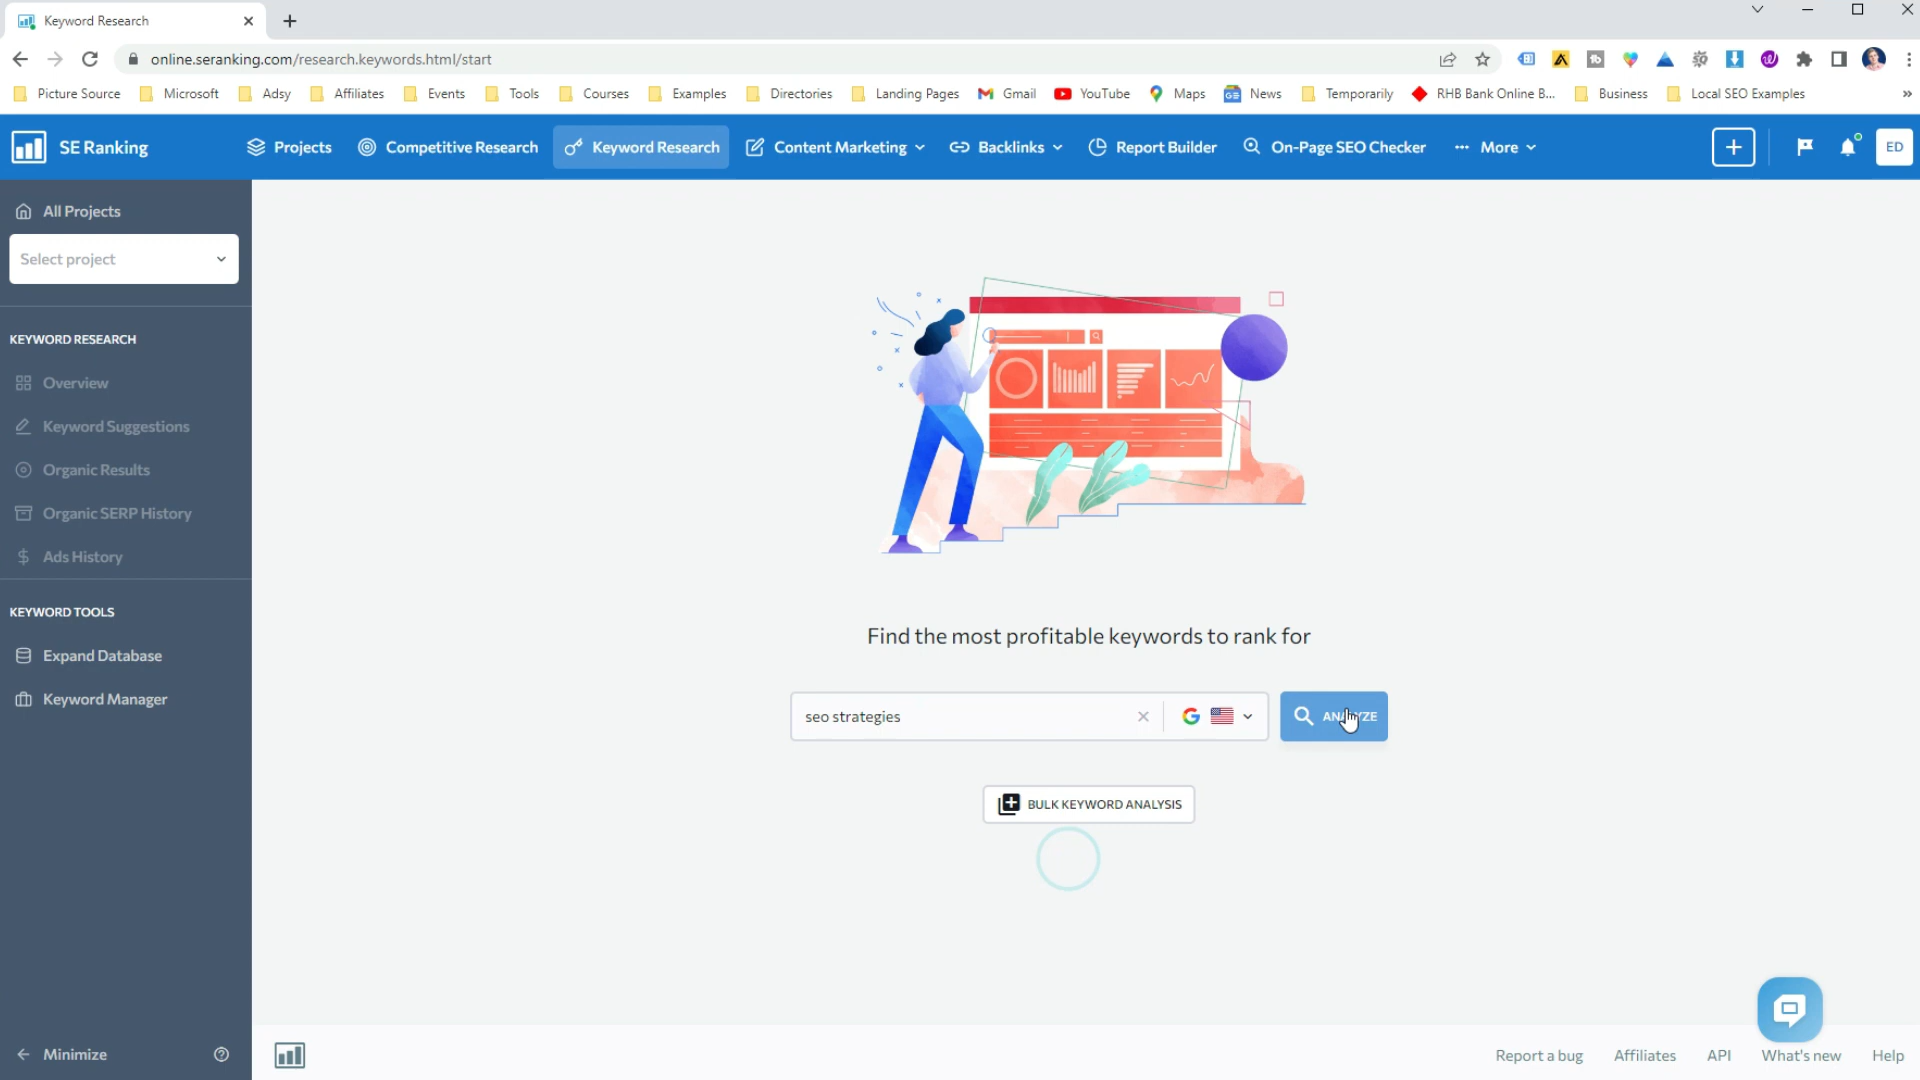 Keyword Research
online.seranking.com/research.keywords.html/start
Picture Source Microsoft Adsy Affiliates Events Tools Courses Examples Directories Landing Pages Gmail YouTube Maps News Temporarily RHB Bank Online B... Business Local SEO Examples »
SE Ranking Projects Competitive Research Keyword Research Content Marketing Backlinks Report Builder On-Page SEO Checker More ED
All Projects
Select project
KEYWORD RESEARCH
Overview
Keyword Suggestions
Organic Results
Organic SERP History
Ads History
KEYWORD TOOLS
Expand Database
Keyword Manager
Find the most profitable keywords to rank for
seo strategies
BULK KEYWORD ANALYSIS
Minimize
Report a bug Affiliates API What's new Help